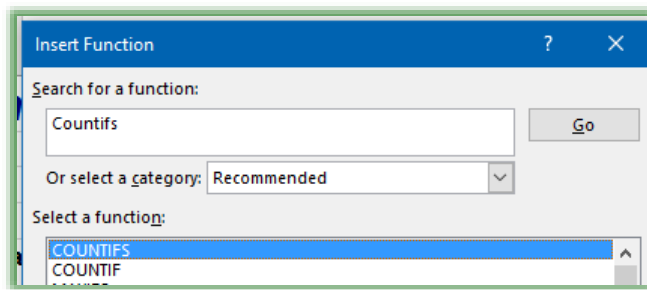 Insert Function ? ×
Search for a function:
Countifs
Go
Or select a category: Recommended
Select a function:
COUNTIFS
COUNTIF